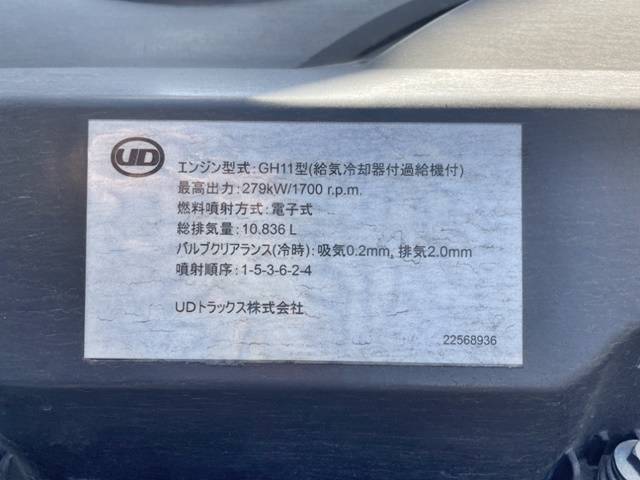 UD
エンジン型式:GH11型(給気冷却器付過給機付)
最高出力:279kW/1700 r.p.m.
燃料噴射方式:電子式
総排気量:10.836 L
バルブクリアランス(冷時):吸気0.2mm, 排気2.0mm
噴射順序:1-5-3-6-2-4
UDトラックス株式会社
22568936